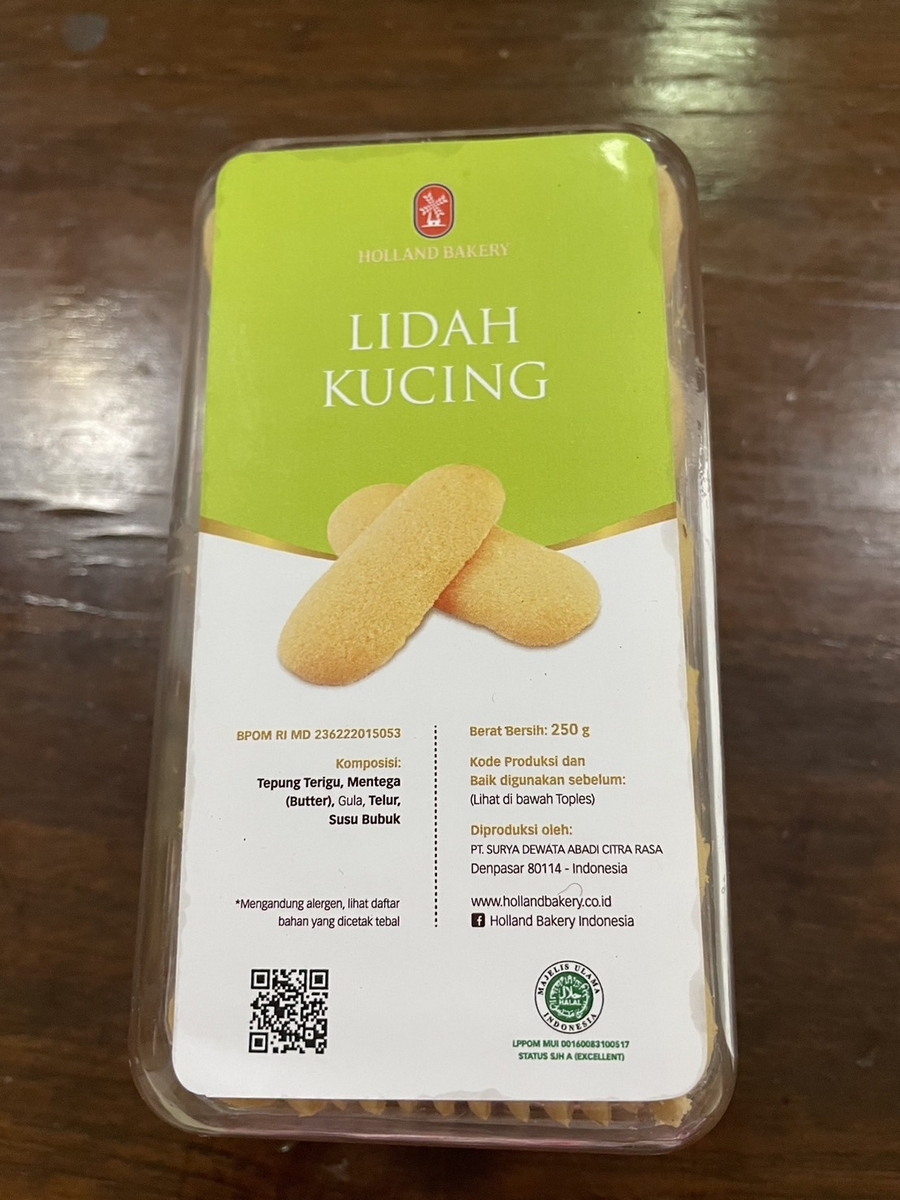 HOLLAND BAKERY
LIDAH
KUCING
BPOM RI MD 236222015053
Komposisi:
Tepung Terigu, Mentega
(Butter), Gula, Telur,
Susu Bubuk
*Mengandung alergen, lihat daftar
bahan yang dicetak tebal
Berat Bersih: 250 g
Kode Produksi dan
Baik digunakan sebelum:
(Lihat di bawah Toples)
Diproduksi oleh:
PT. SURYA DEWATA ABADI CITRA RASA
Denpasar 80114 - Indonesia
www.hollandbakery.co.id
Holland Bakery Indonesia
MAJELIS ULAMA
حلال
HALAL
INDONESIA
LPPOM MUI 00160083100517
STATUS SJH A (EXCELLENT)